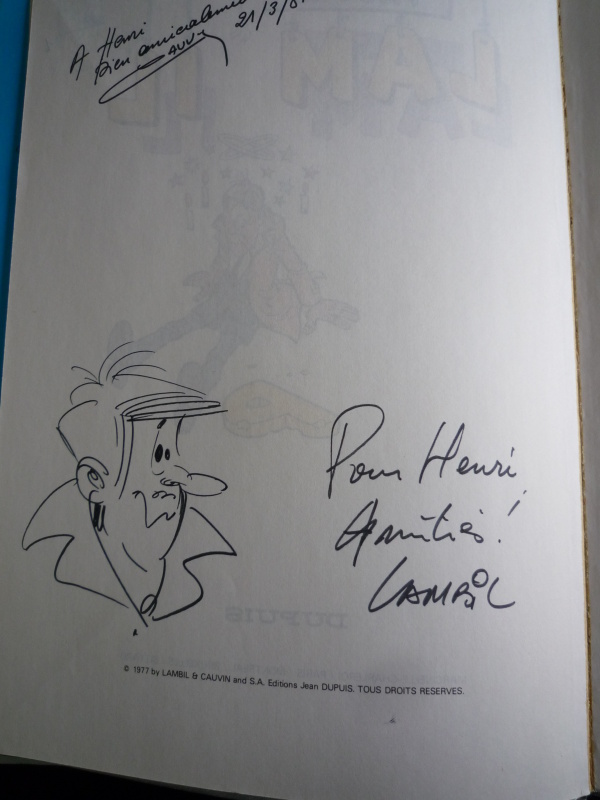 A Henri
bien amicalement
CAUVIN
21/3/8
Pour Henri,
Amitiés!
LAMBIL
DUPUIS
© 1977 by LAMBIL & CAUVIN and S.A. Editions Jean DUPUIS. TOUS DROITS RESERVES.